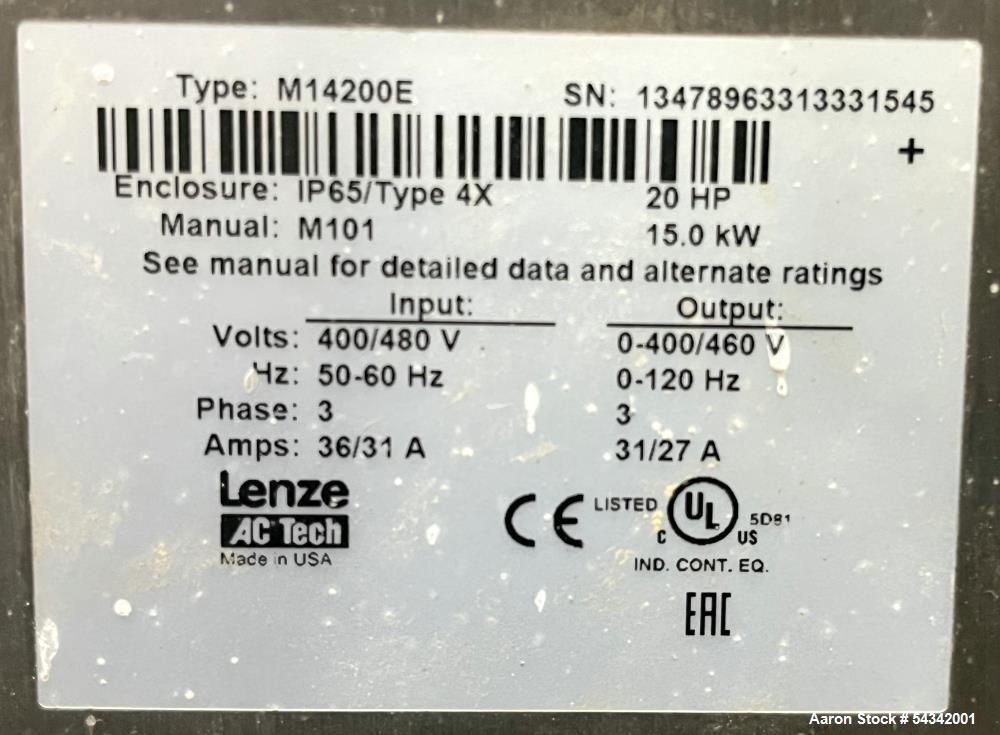 Type: M14200E SN: 13478963313331545
+
Enclosure: IP65/Type 4X 20 HP
Manual: M101 15.0 kW
See manual for detailed data and alternate ratings
Input: Output:
Volts: 400/480 V 0-400/460 V
Hz: 50-60 Hz 0-120 Hz
Phase: 3 3
Amps: 36/31 A 31/27 A
Lenze
AC Tech
Made in USA
CE LISTED UL 5D81
C US
IND. CONT. EQ.
EAC
Aaron Stock # 54342001